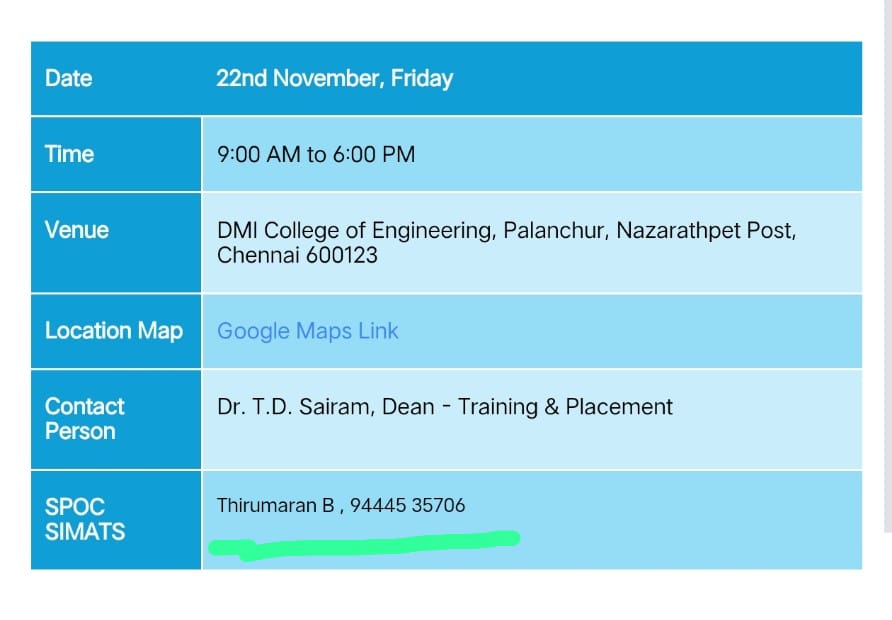 Date 22nd November, Friday
Time 9:00 AM to 6:00 PM
Venue DMI College of Engineering, Palanchur, Nazarathpet Post,
Chennai 600123
Location Map Google Maps Link
Contact
Person
Dr. T.D. Sairam, Dean - Training & Placement
SPOC
SIMATS
Thirumaran B , 94445 35706